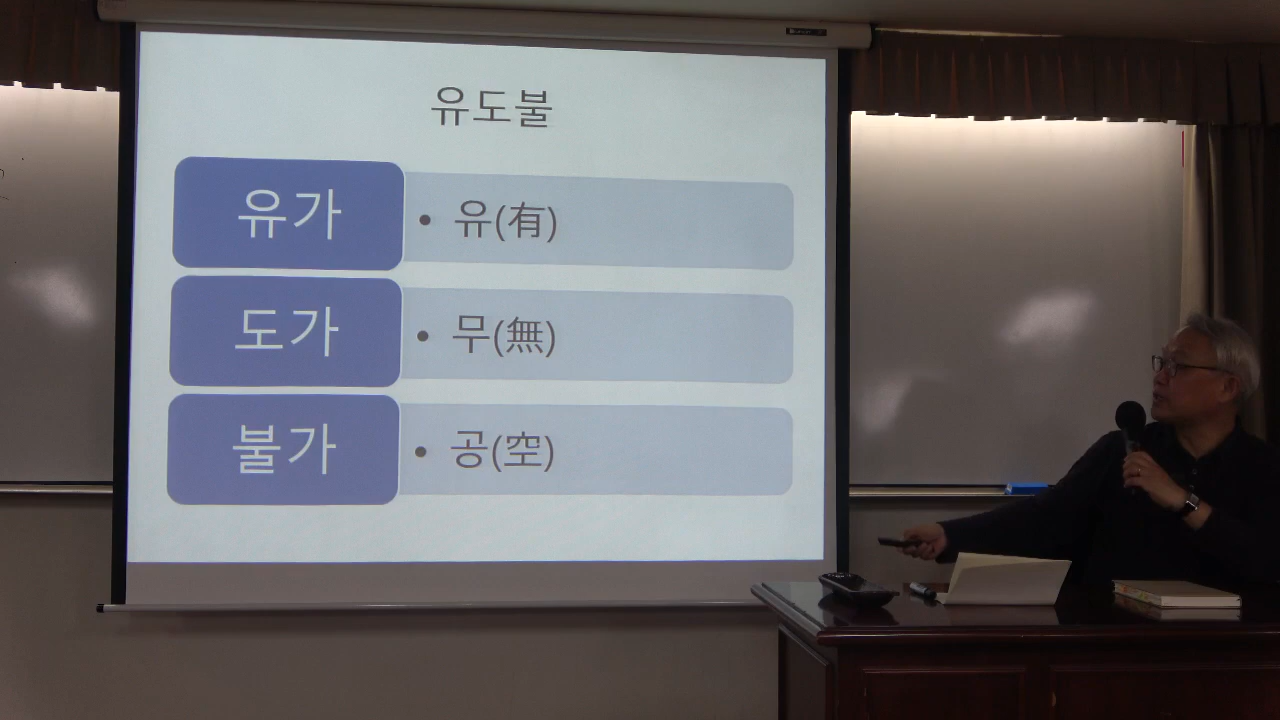 유도불
유가
• 유(有)
도가
• 무(無)
불가
• 공(空)